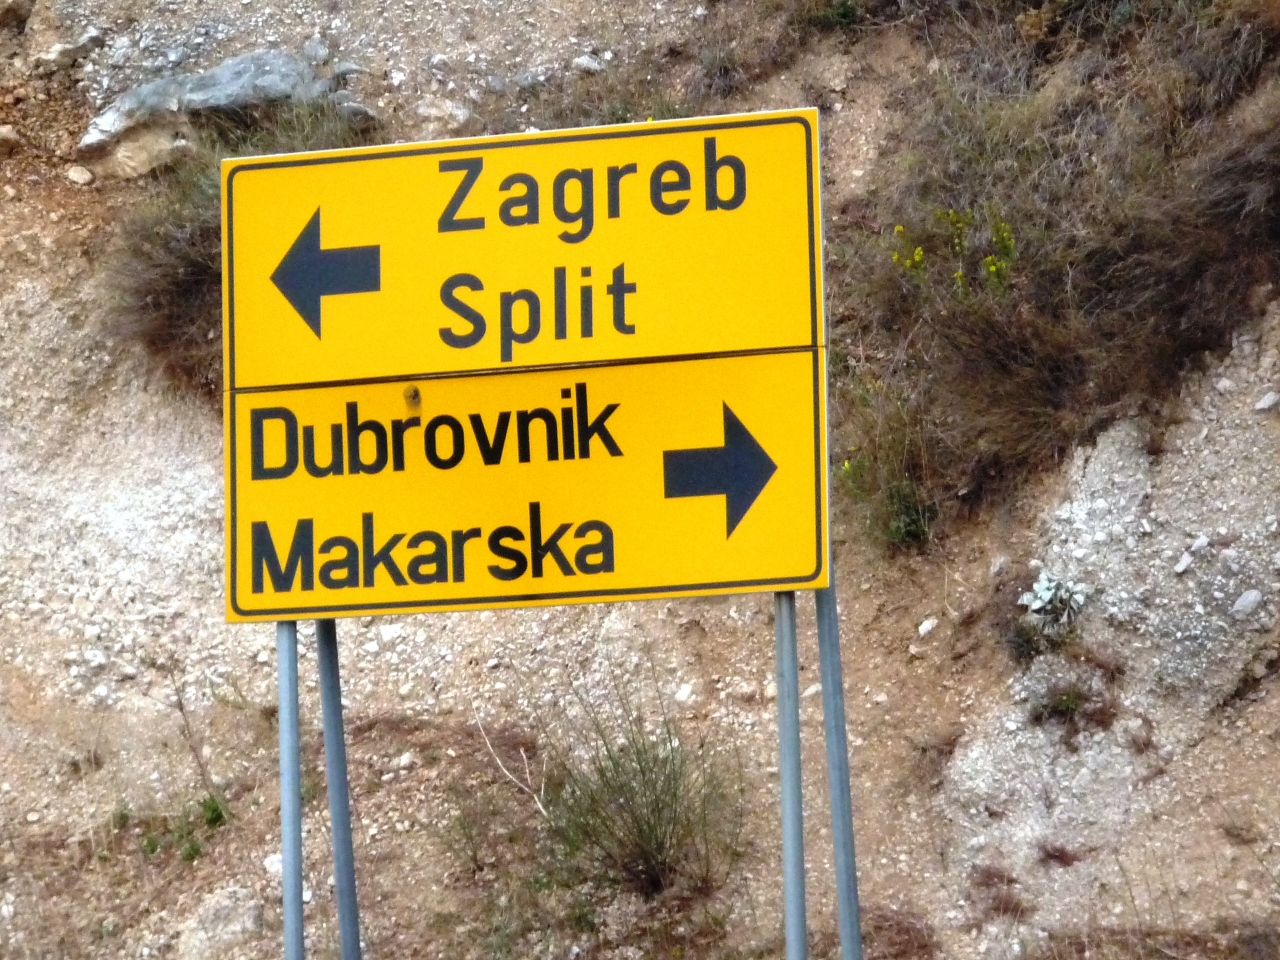 Zagreb
Split
Dubrovnik
Makarska